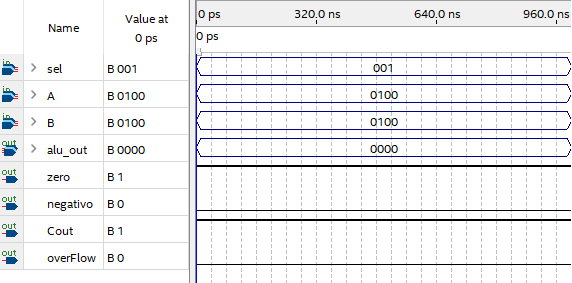 Name Value at 0 ps 0 ps 320.0 ns 640.0 ns 960.0 ns
0 ps
in sel B 001 001
in A B 0100 0100
in B B 0100 0100
out alu_out B 0000 0000
out zero B 1
out negativo B 0
out Cout B 1
out overFlow B 0